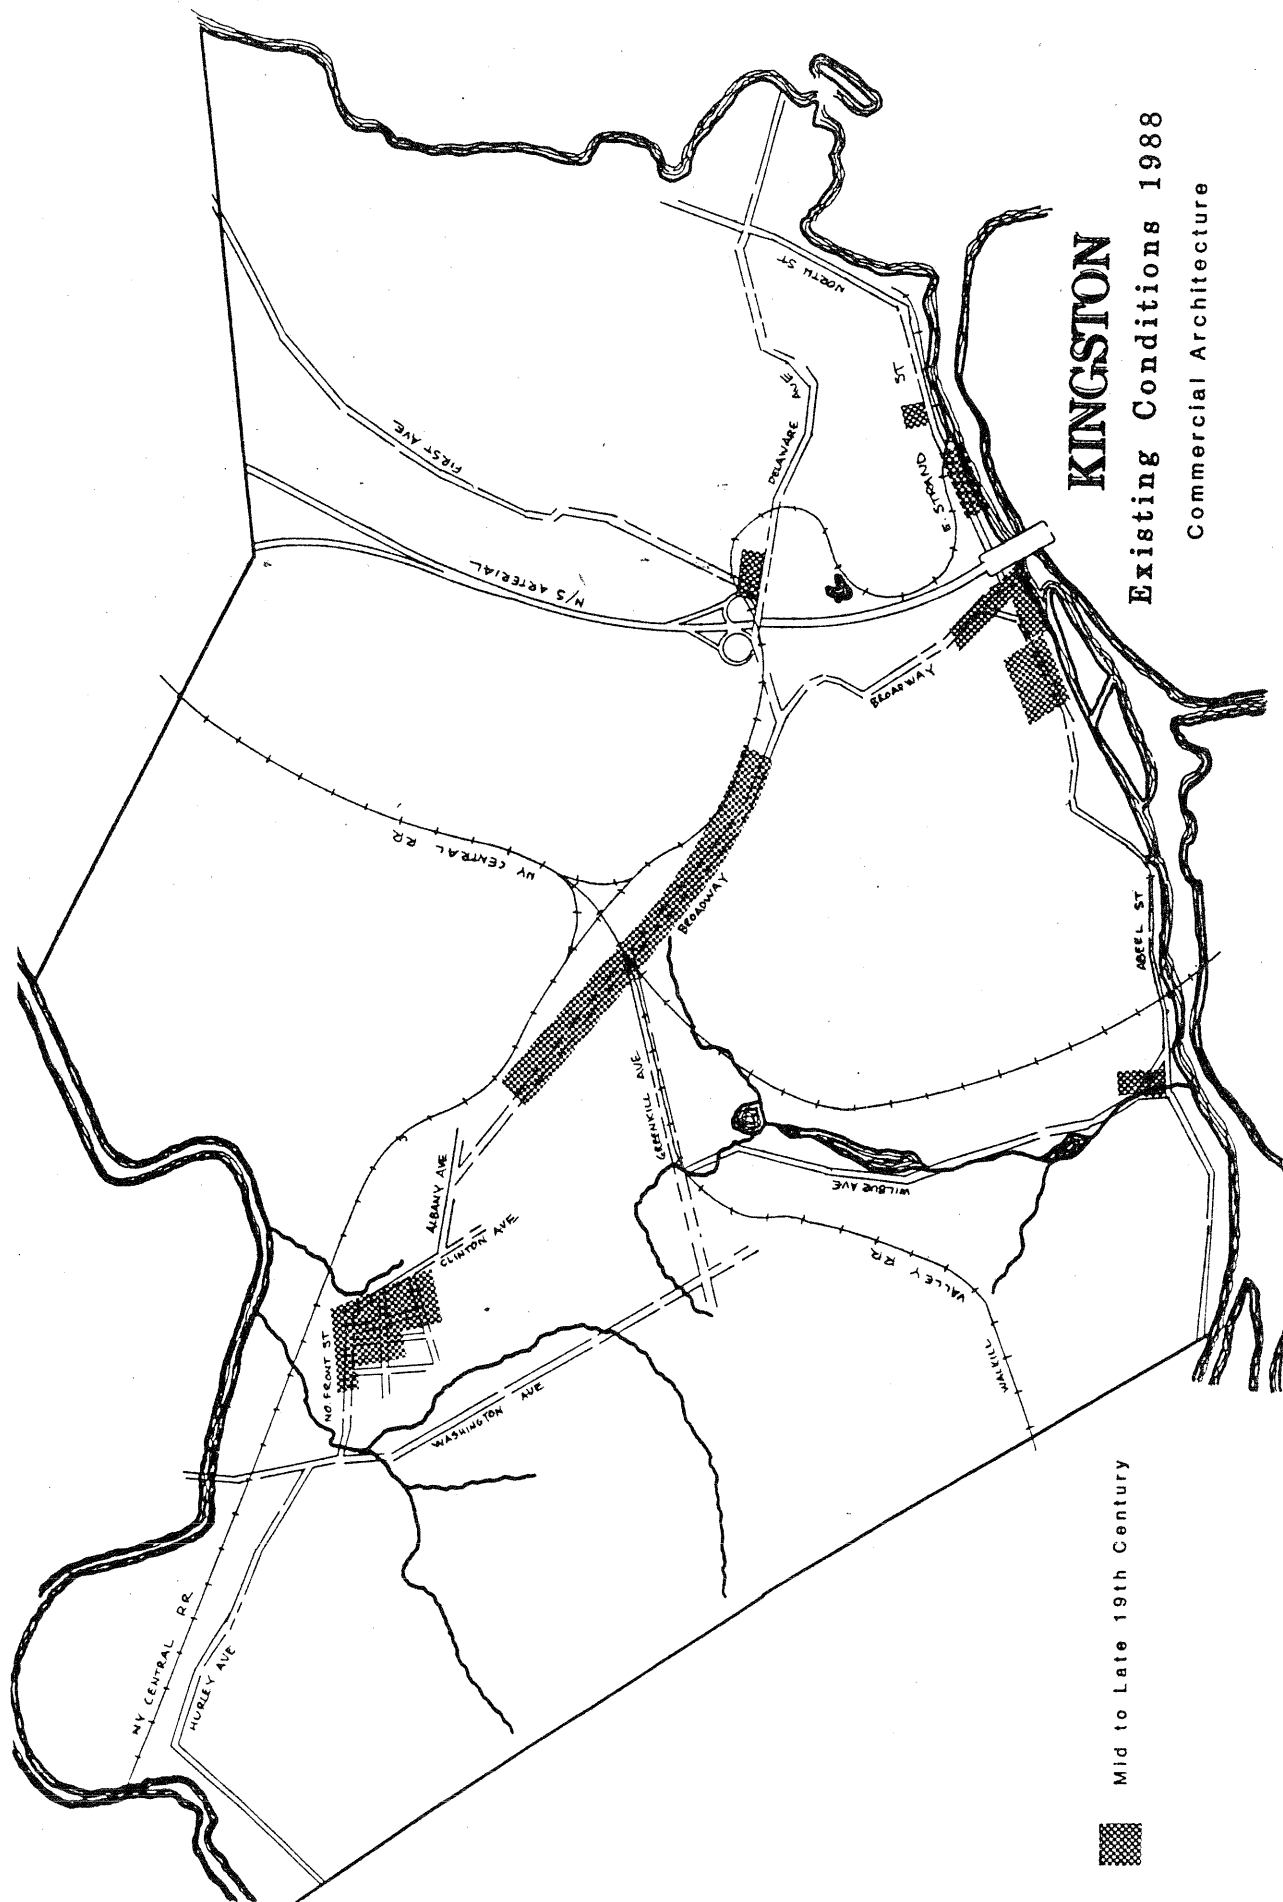 KINGSTON
Existing Conditions 1988
Commercial Architecture
Mid to Late 19th Century
NY CENTRAL RR
HURLEY AVE
NO. FRONT ST
WASHINGTON AVE
ALBANY AVE
CLINTON AVE
GREENKILL AVE
WILBUR AVE
WALKILL VALLEY RR
NY CENTRAL RR
BROADWAY
BROADWAY
ABEEL ST
N/S ARTERIAL
FIRST AVE.
DELAWARE AVE
E. STRAND ST
NORTH ST